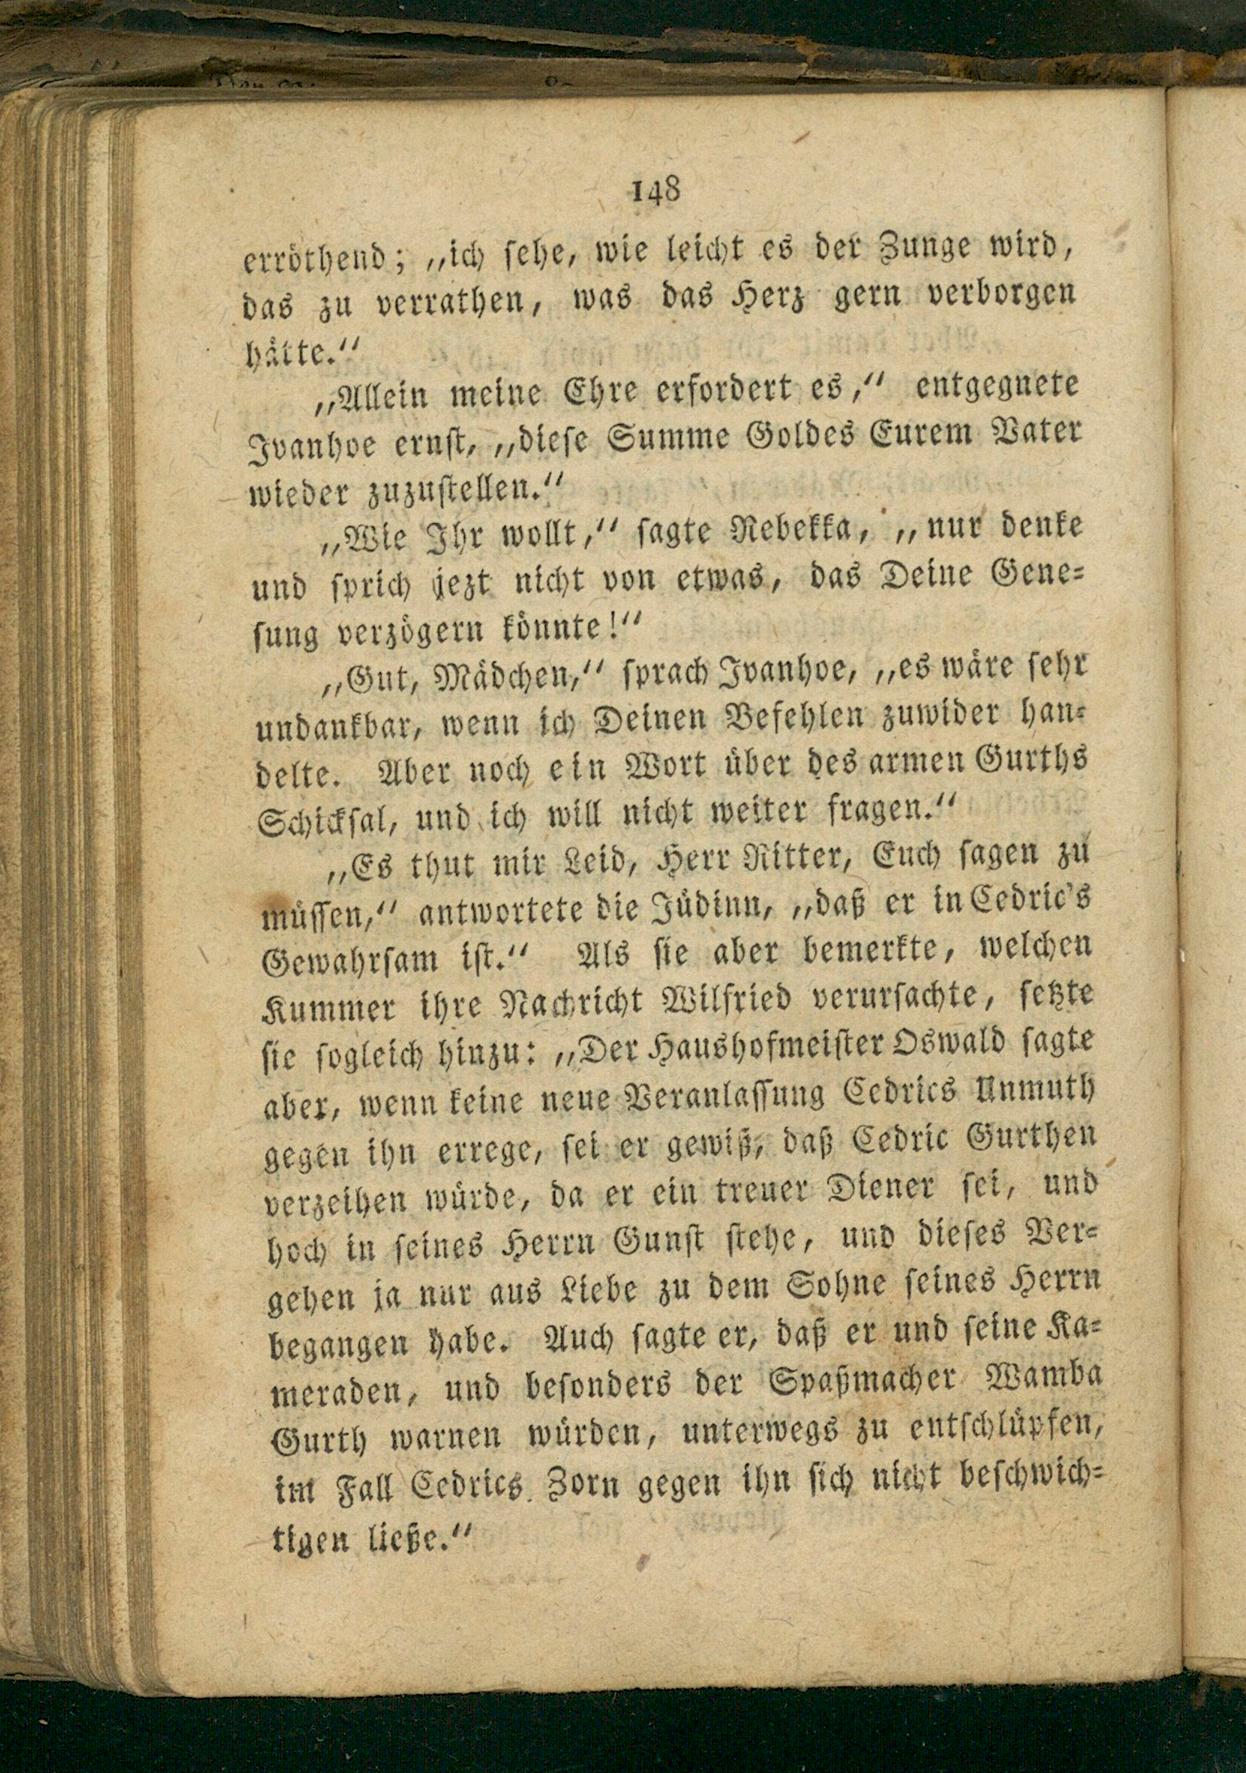 148
erröthend; „ich sehe, wie leicht es der Zunge wird,
das zu verrathen, was das Herz gern verborgen
hätte.“
„Allein meine Ehre erfordert es,“ entgegnete
Ivanhoe ernst, „diese Summe Goldes Eurem Vater
wieder zuzustellen.“
„Wie Ihr wollt,“ sagte Rebekka, „nur denke
und sprich jezt nicht von etwas, das Deine Gene-
sung verzögern könnte!“
„Gut, Mädchen,“ sprach Ivanhoe, „es wäre sehr
undankbar, wenn ich Deinen Befehlen zuwider han-
delte. Aber noch ein Wort über des armen Gurths
Schicksal, und ich will nicht weiter fragen.“
„Es thut mir Leid, Herr Ritter, Euch sagen zu
müssen,“ antwortete die Jüdinn, „daß er in Cedric's
Gewahrsam ist.“ Als sie aber bemerkte, welchen
Kummer ihre Nachricht Wilfried verursachte, setzte
sie sogleich hinzu: „Der Haushofmeister Oswald sagte
aber, wenn keine neue Veranlassung Cedrics Unmuth
gegen ihn errege, sei er gewiß, daß Cedric Gurthen
verzeihen würde, da er ein treuer Diener sei, und
hoch in seines Herrn Gunst stehe, und dieses Ver-
gehen ja nur aus Liebe zu dem Sohne seines Herrn
begangen habe. Auch sagte er, daß er und seine Ka-
meraden, und besonders der Spaßmacher Wamba
Gurth warnen würden, unterwegs zu entschlüpfen,
im Fall Cedrics Zorn gegen ihn sich nicht beschwich-
tigen ließe.“